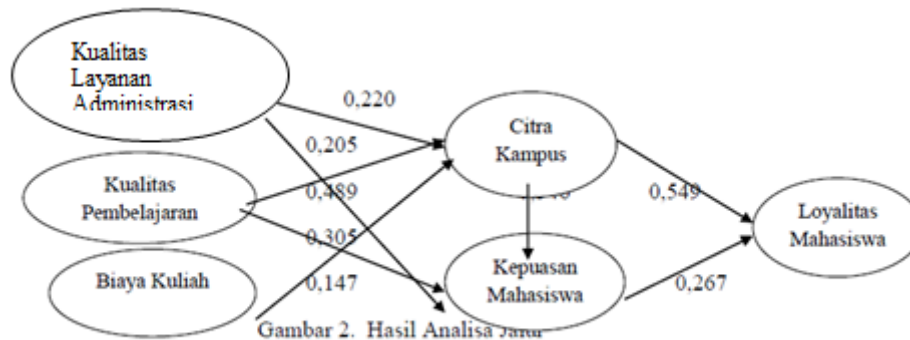 Kualitas
Layanan
Administrasi
0,220
Citra
Kampus
0,205
Kualitas
Pembelajaran
0,489
0,549
Loyalitas
Mahasiswa
0,305
Biaya Kuliah
Kepuasan
Mahasiswa
0,147
0,267
Gambar 2. Hasil Analisa Jalur